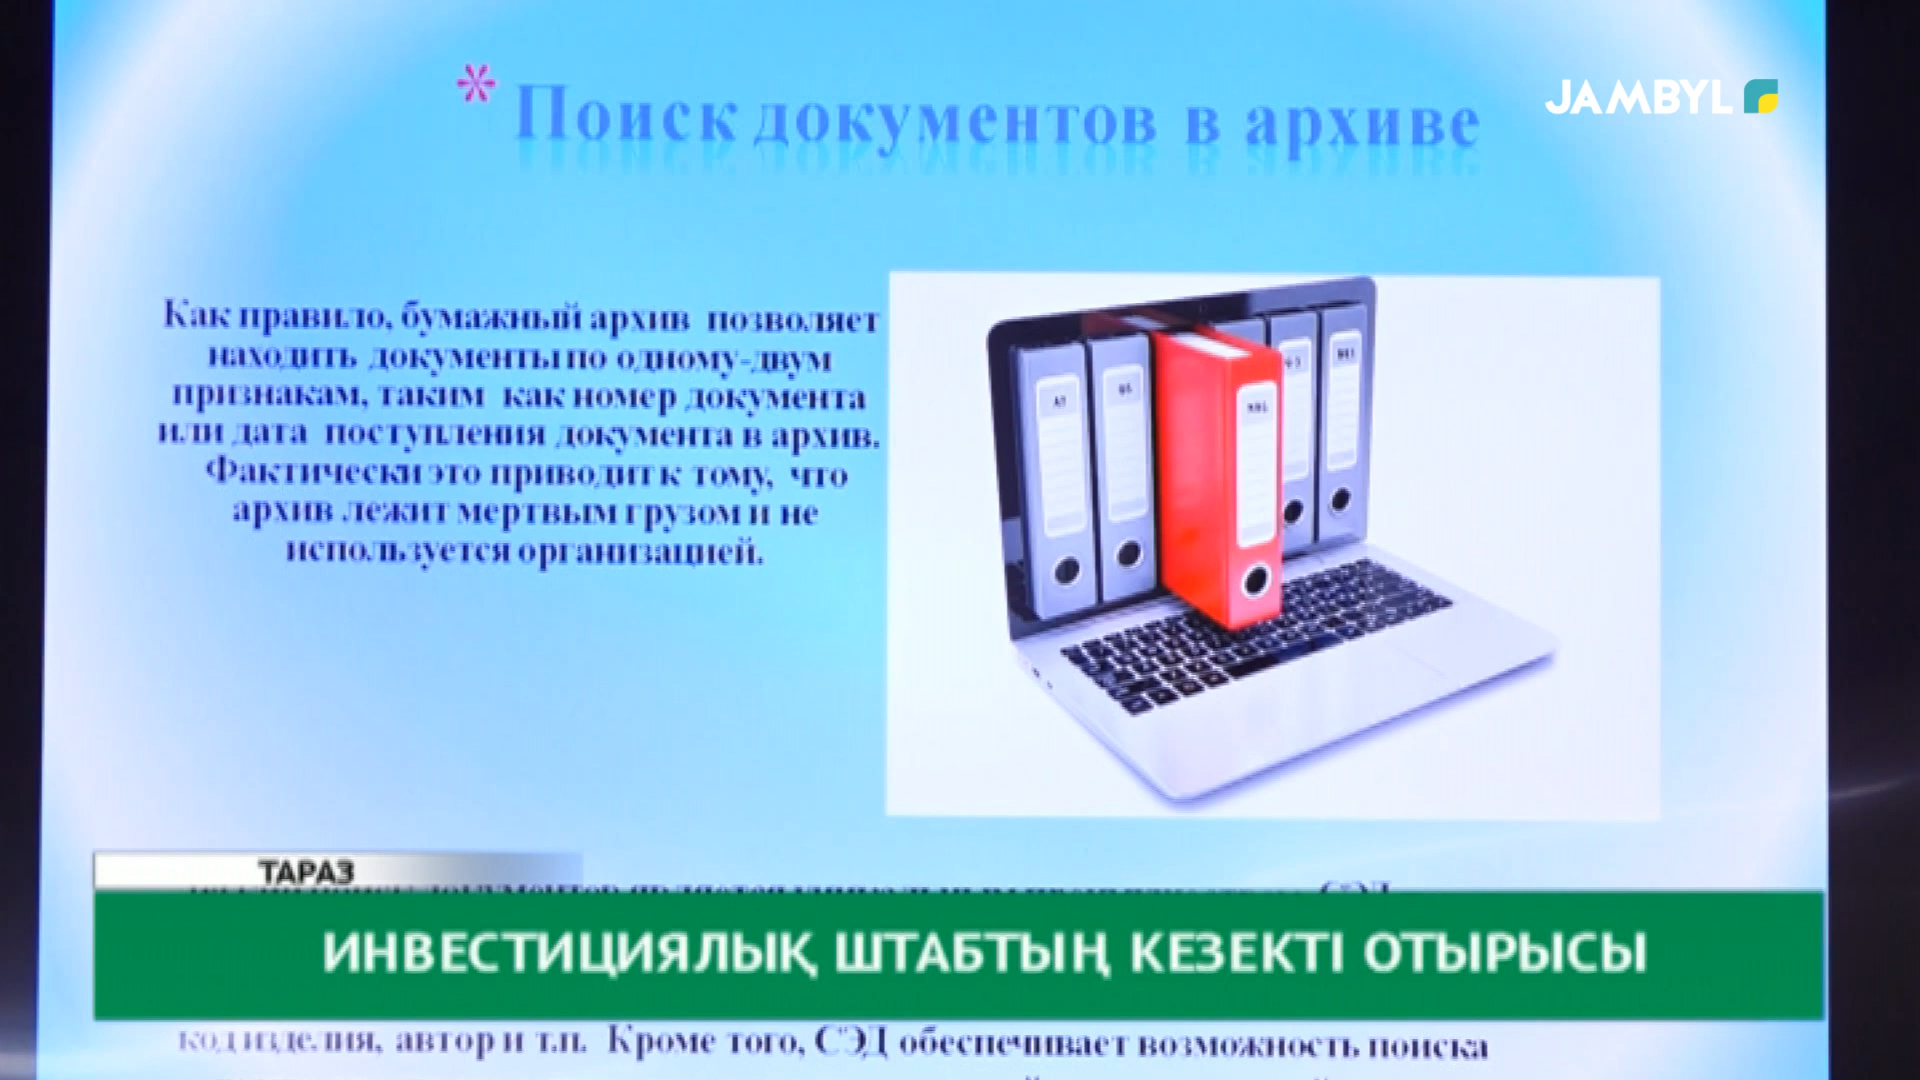 * Поиск документов в архиве
JAMBYL
Как правило, бумажный архив позволяет
находить документы по одному-двум
признакам, таким как номер документа
или дата поступления документа в архив.
Фактически это приводит к тому, что
архив лежит мертвым грузом и не
используется организацией.
ТАРАЗ
СЭД
ИНВЕСТИЦИЯЛЫҚ ШТАБТЫҢ КЕЗЕКТІ ОТЫРЫСЫ
код изделия, автор и т.п. Кроме того, СЭД обеспечивает возможность поиска